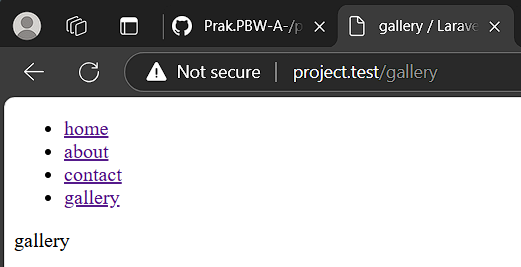 Prak.PBW-A-/p
gallery / Larave
Not secure
project.test/gallery
home
about
contact
gallery
gallery